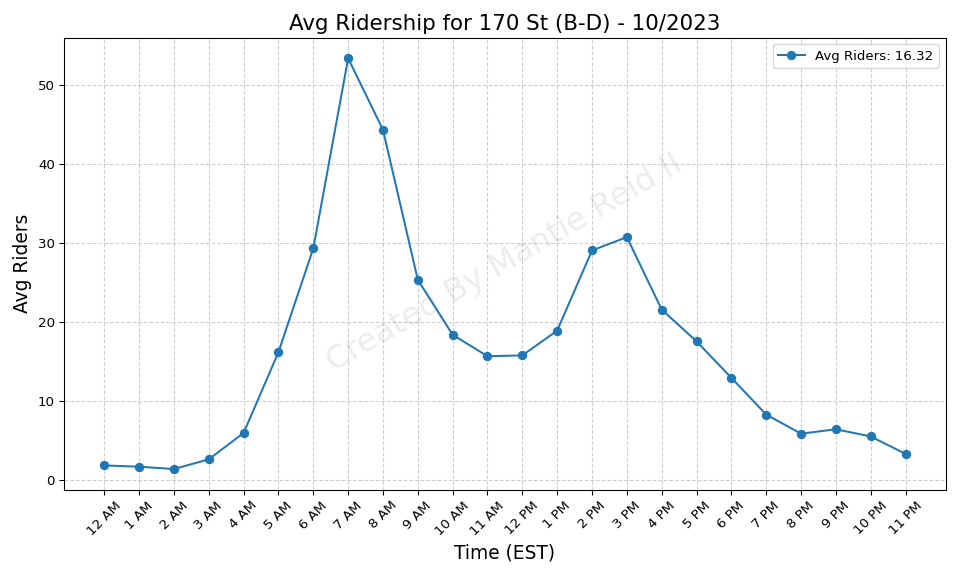 Avg Ridership for 170 St (B-D) - 10/2023
Avg Riders: 16.32
Avg Riders
50
40
30
20
10
0
Created By Mantie Reid II
12 AM
1 AM
2 AM
3 AM
4 AM
5 AM
6 AM
7 AM
8 AM
9 AM
10 AM
11 AM
12 PM
1 PM
2 PM
3 PM
4 PM
5 PM
6 PM
7 PM
8 PM
9 PM
10 PM
11 PM
Time (EST)